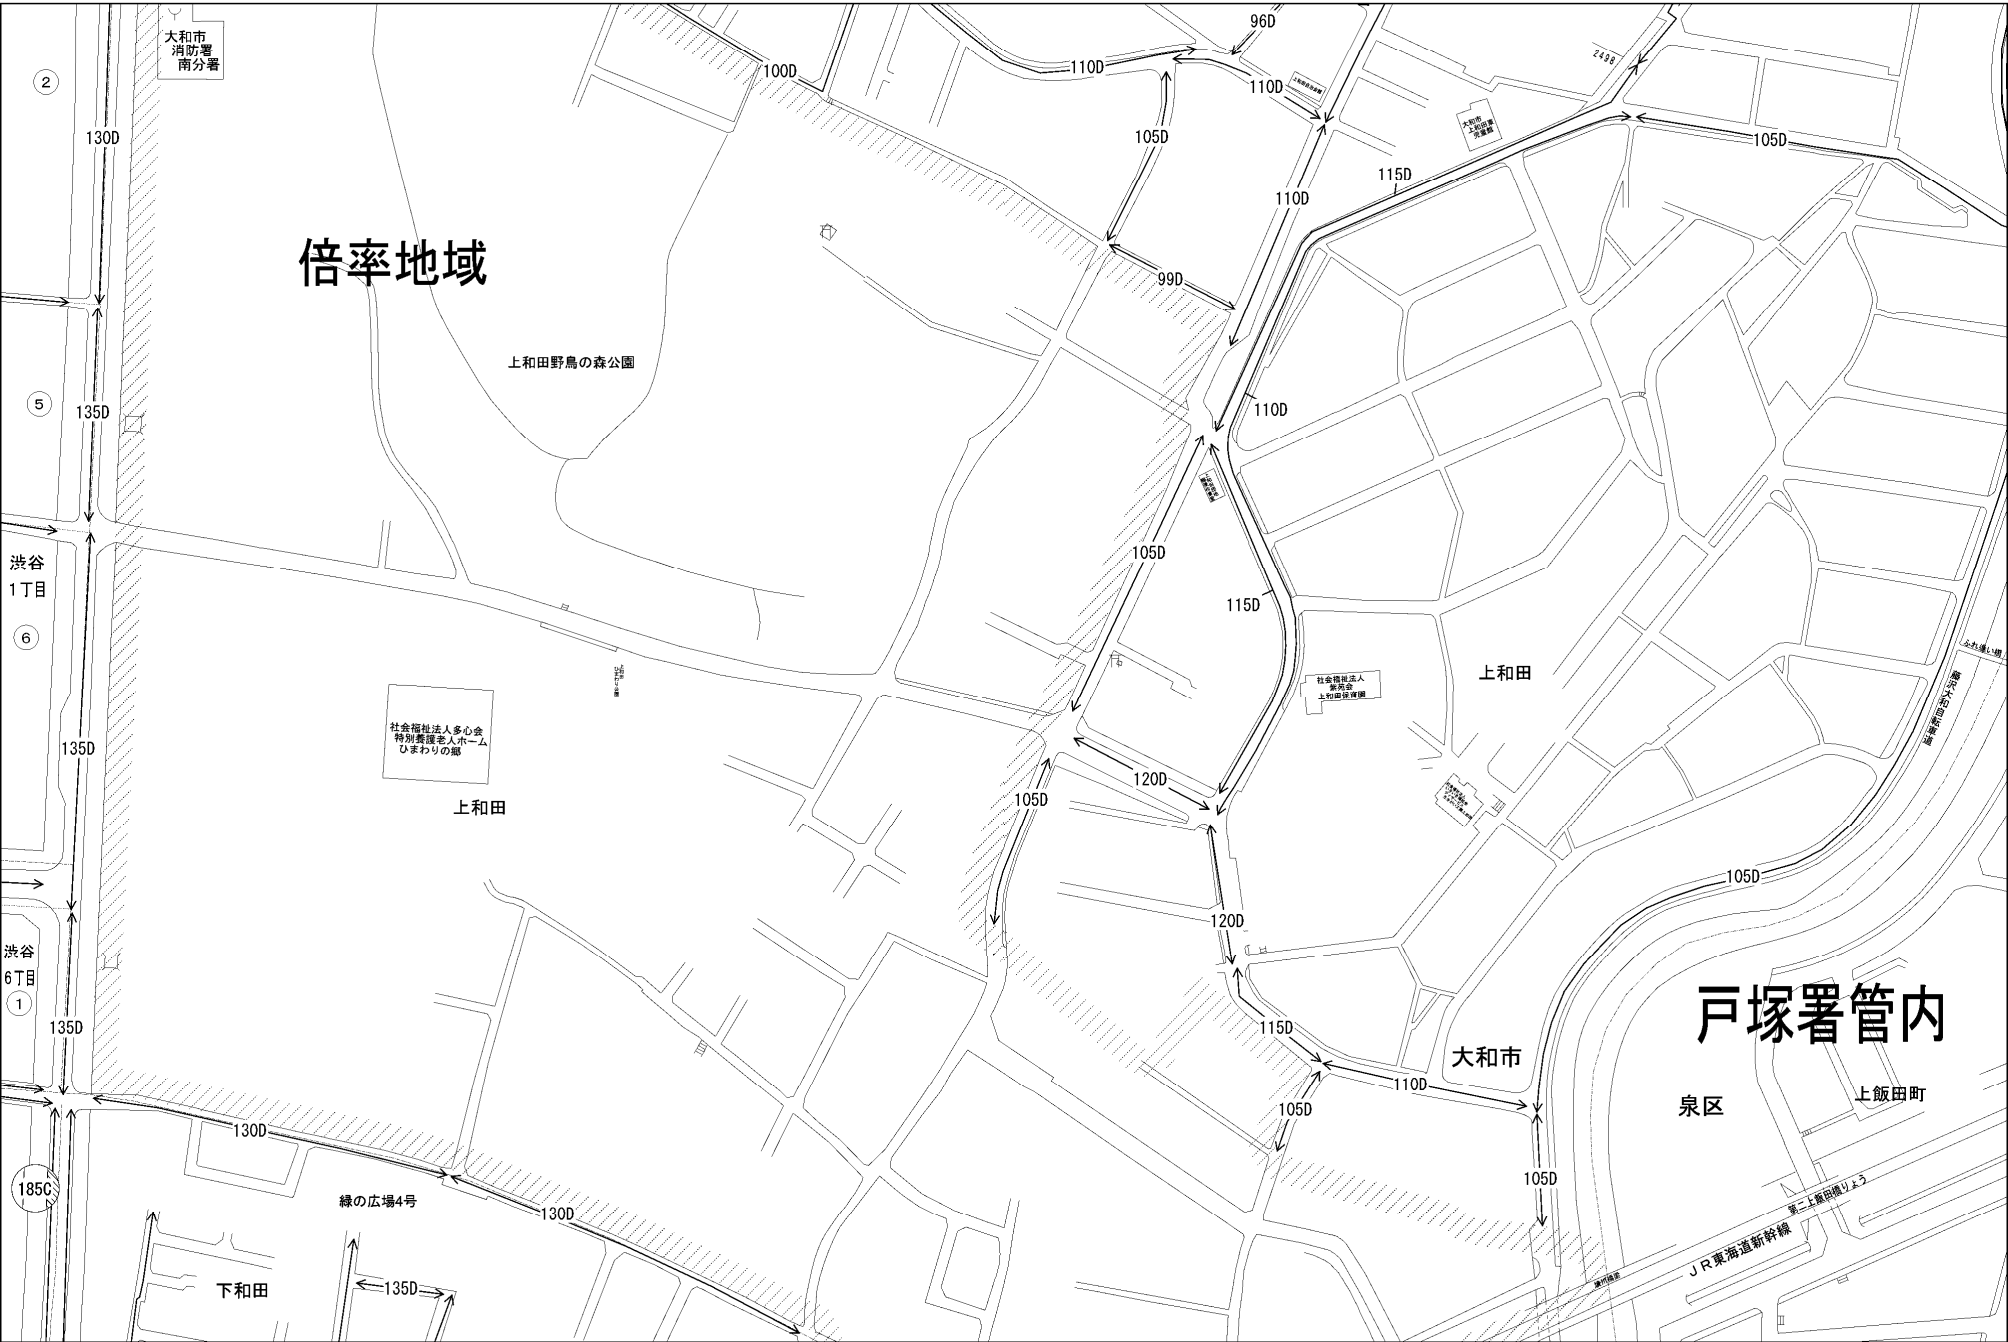 大和市
消防署
南分署
②
130D
100D
110D
96D
110D
105D
2498
大和市
115D
105D
110D
倍率地域
99D
上和田野鳥の森公園
⑤
135D
110D
渋谷
1丁目
⑥
105D
115D
上和田
社会福祉法人
紫苑会
上和田保育園
藤沢大和自転車道
社会福祉法人多心会
特別養護老人ホーム
ひまわりの郷
135D
上和田
120D
105D
105D
120D
渋谷
6丁目
①
135D
115D
大和市
戸塚署管内
110D
泉区
上飯田町
105D
130D
185C
緑の広場4号
130D
105D
第二上飯田橋りょう
JR東海道新幹線
下和田
135D